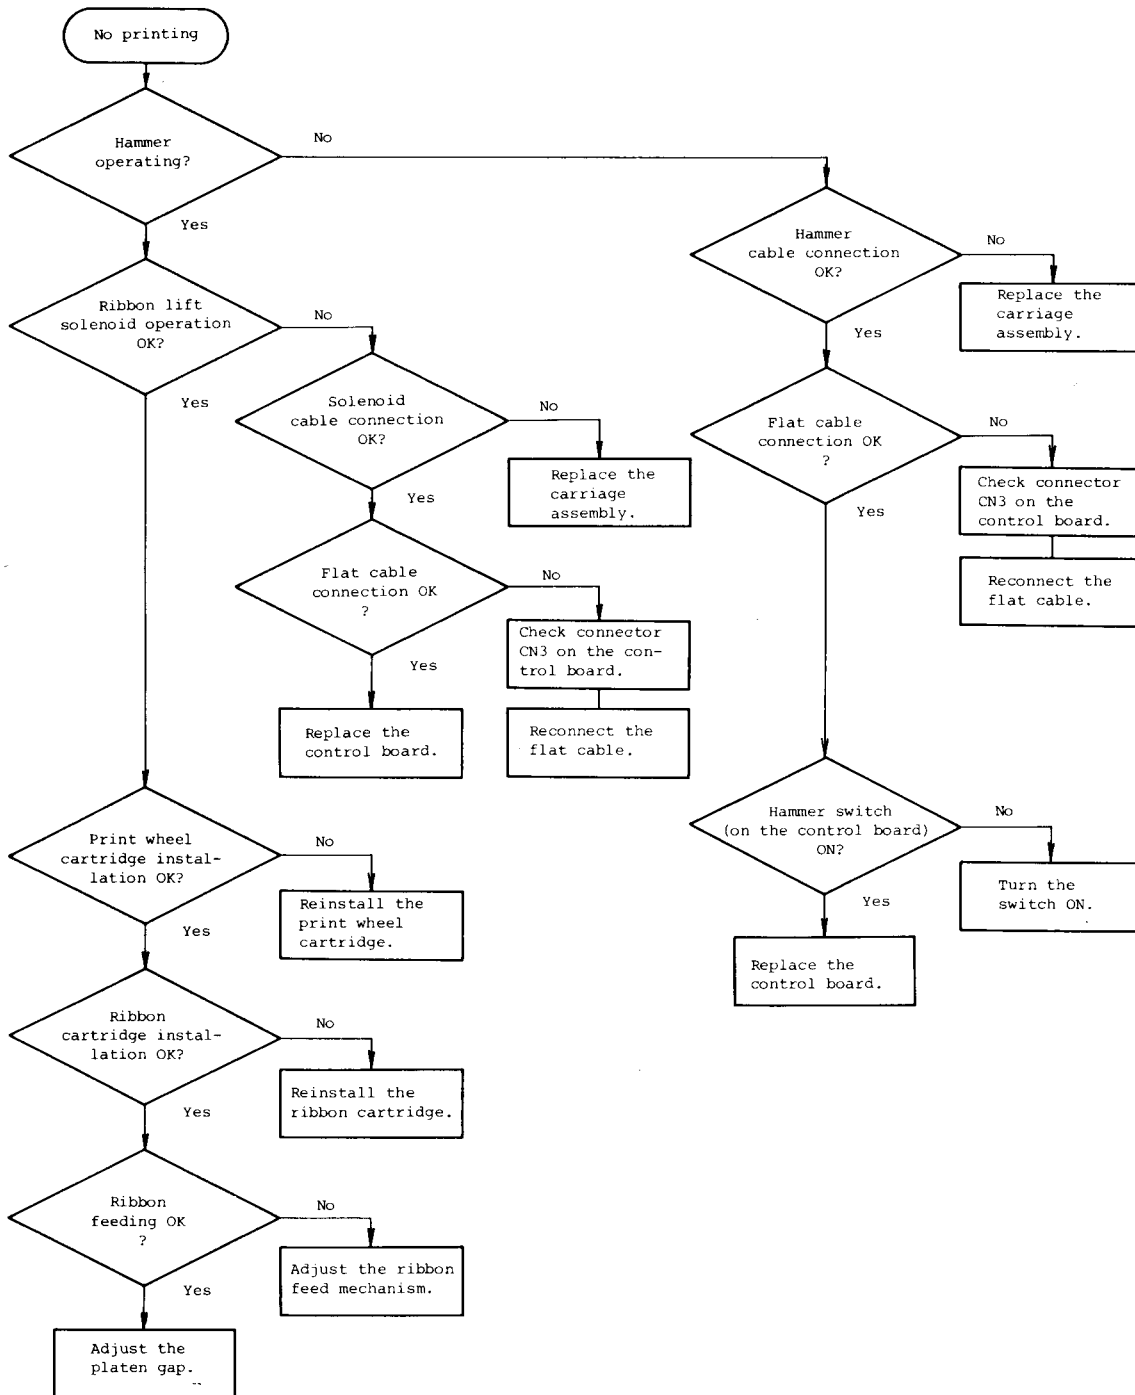 No printing
Hammer
operating?
No
Yes
Hammer
cable connection
OK?
No
Replace the
carriage
assembly.
Yes
Ribbon lift
solenoid operation
OK?
No
Yes
Solenoid
cable connection
OK?
No
Replace the
carriage
assembly.
Yes
Flat cable
connection OK
?
No
Check connector
CN3 on the
control board.
Reconnect the
flat cable.
Yes
Flat cable
connection OK
?
No
Check connector
CN3 on the con-
trol board.
Reconnect the
flat cable.
Yes
Replace the
control board.
Hammer switch
(on the control board)
ON?
No
Turn the
switch ON.
Yes
Replace the
control board.
Print wheel
cartridge instal-
lation OK?
No
Reinstall the
print wheel
cartridge.
Yes
Ribbon
cartridge instal-
lation OK?
No
Reinstall the
ribbon cartridge.
Yes
Ribbon
feeding OK
?
No
Adjust the ribbon
feed mechanism.
Yes
Adjust the
platen gap.